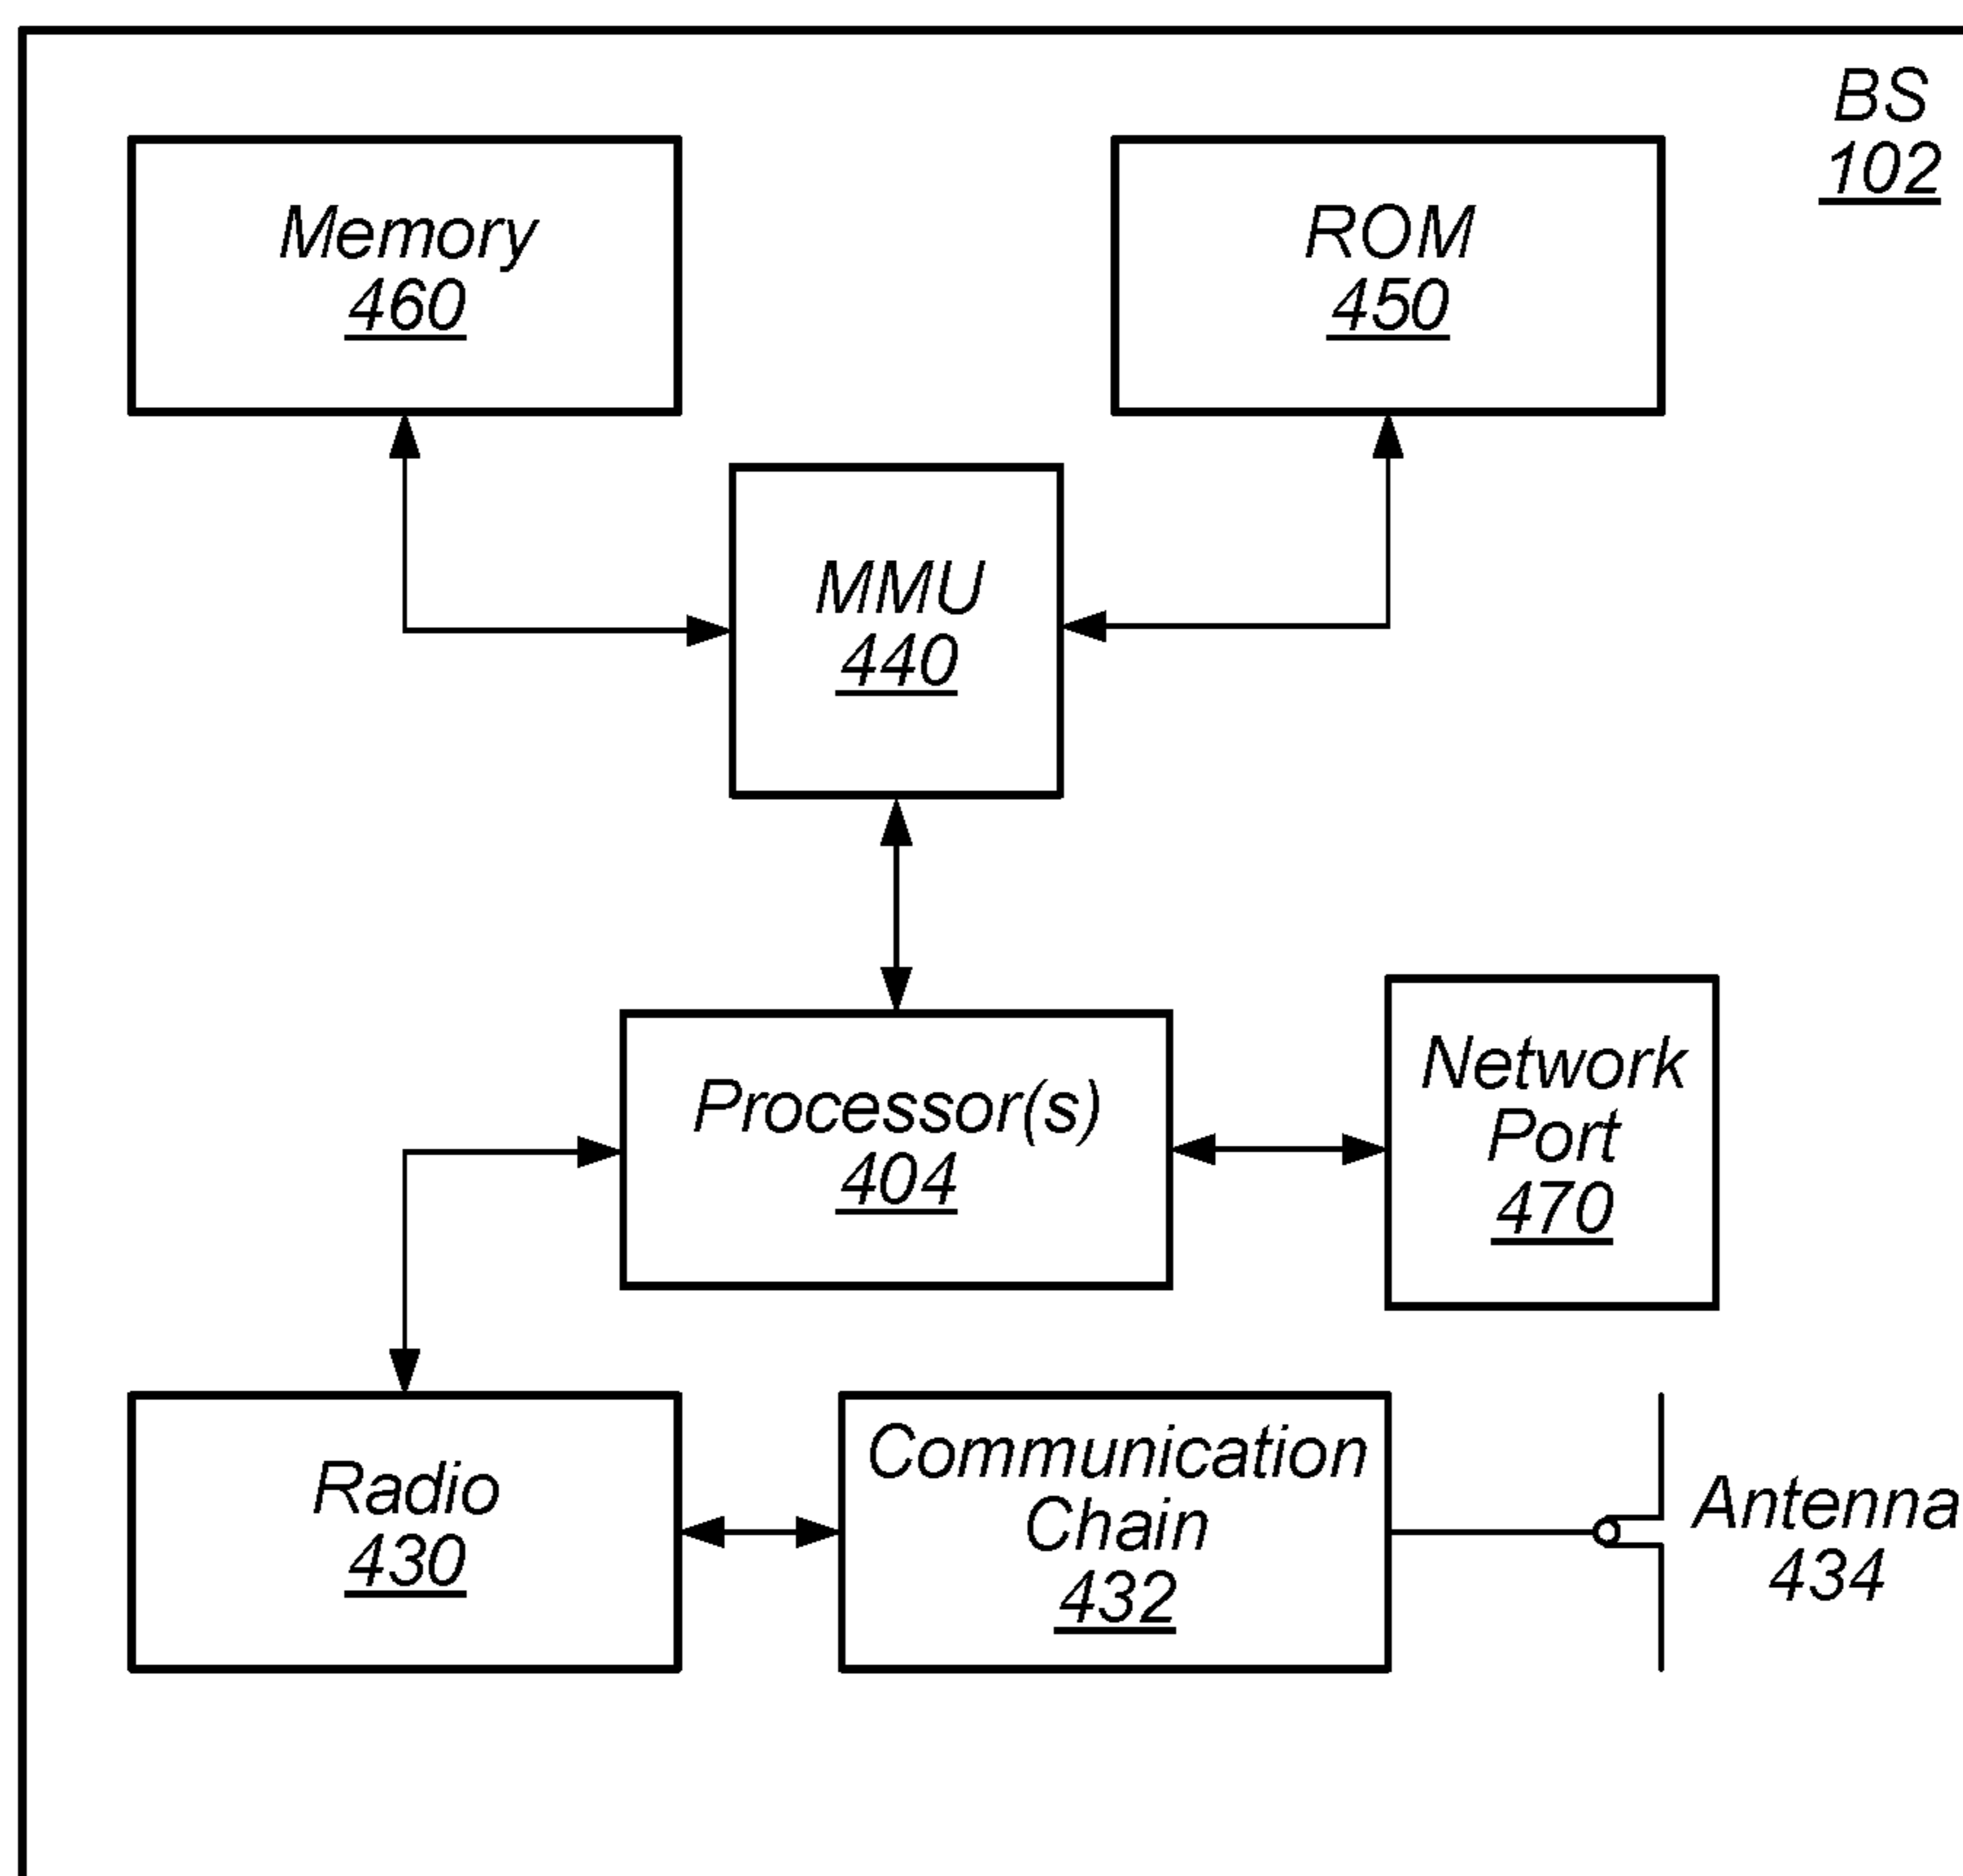 BS
102
Memory
460
ROM
450
MMU
440
Processor(s)
404
Network
Port
470
Radio
430
Communication
Chain
432
Antenna
434